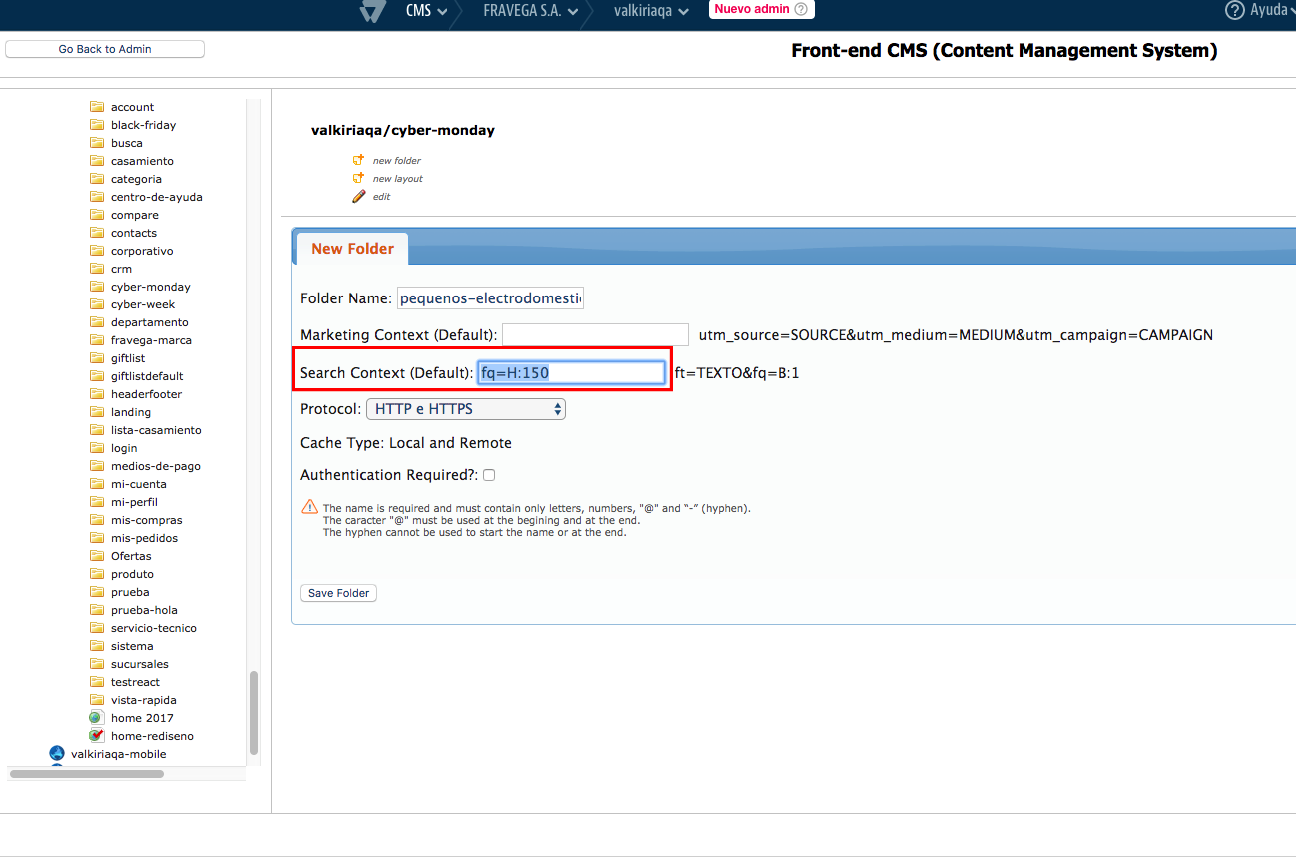 CMS FRAVEGA S.A. valkiriaqa Nuevo admin ? ? Ayuda
Go Back to Admin
Front-end CMS (Content Management System)
account
black-friday
busca
casamiento
categoria
centro-de-ayuda
compare
contacts
corporativo
crm
cyber-monday
cyber-week
departamento
fravega-marca
giftlist
giftlistdefault
headerfooter
landing
lista-casamiento
login
medios-de-pago
mi-cuenta
mi-perfil
mis-compras
mis-pedidos
Ofertas
produto
prueba
prueba-hola
servicio-tecnico
sistema
sucursales
testreact
vista-rapida
home 2017
home-rediseno
valkiriaqa-mobile
valkiriaqa/cyber-monday
new folder
new layout
edit
New Folder
Folder Name: pequenos-electrodomesti
Marketing Context (Default): utm_source=SOURCE&utm_medium=MEDIUM&utm_campaign=CAMPAIGN
Search Context (Default): fq=H:150 ft=TEXTO&fq=B:1
Protocol: HTTP e HTTPS
Cache Type: Local and Remote
Authentication Required?:
The name is required and must contain only letters, numbers, "@" and “-” (hyphen).
The caracter "@" must be used at the begining and at the end.
The hyphen cannot be used to start the name or at the end.
Save Folder